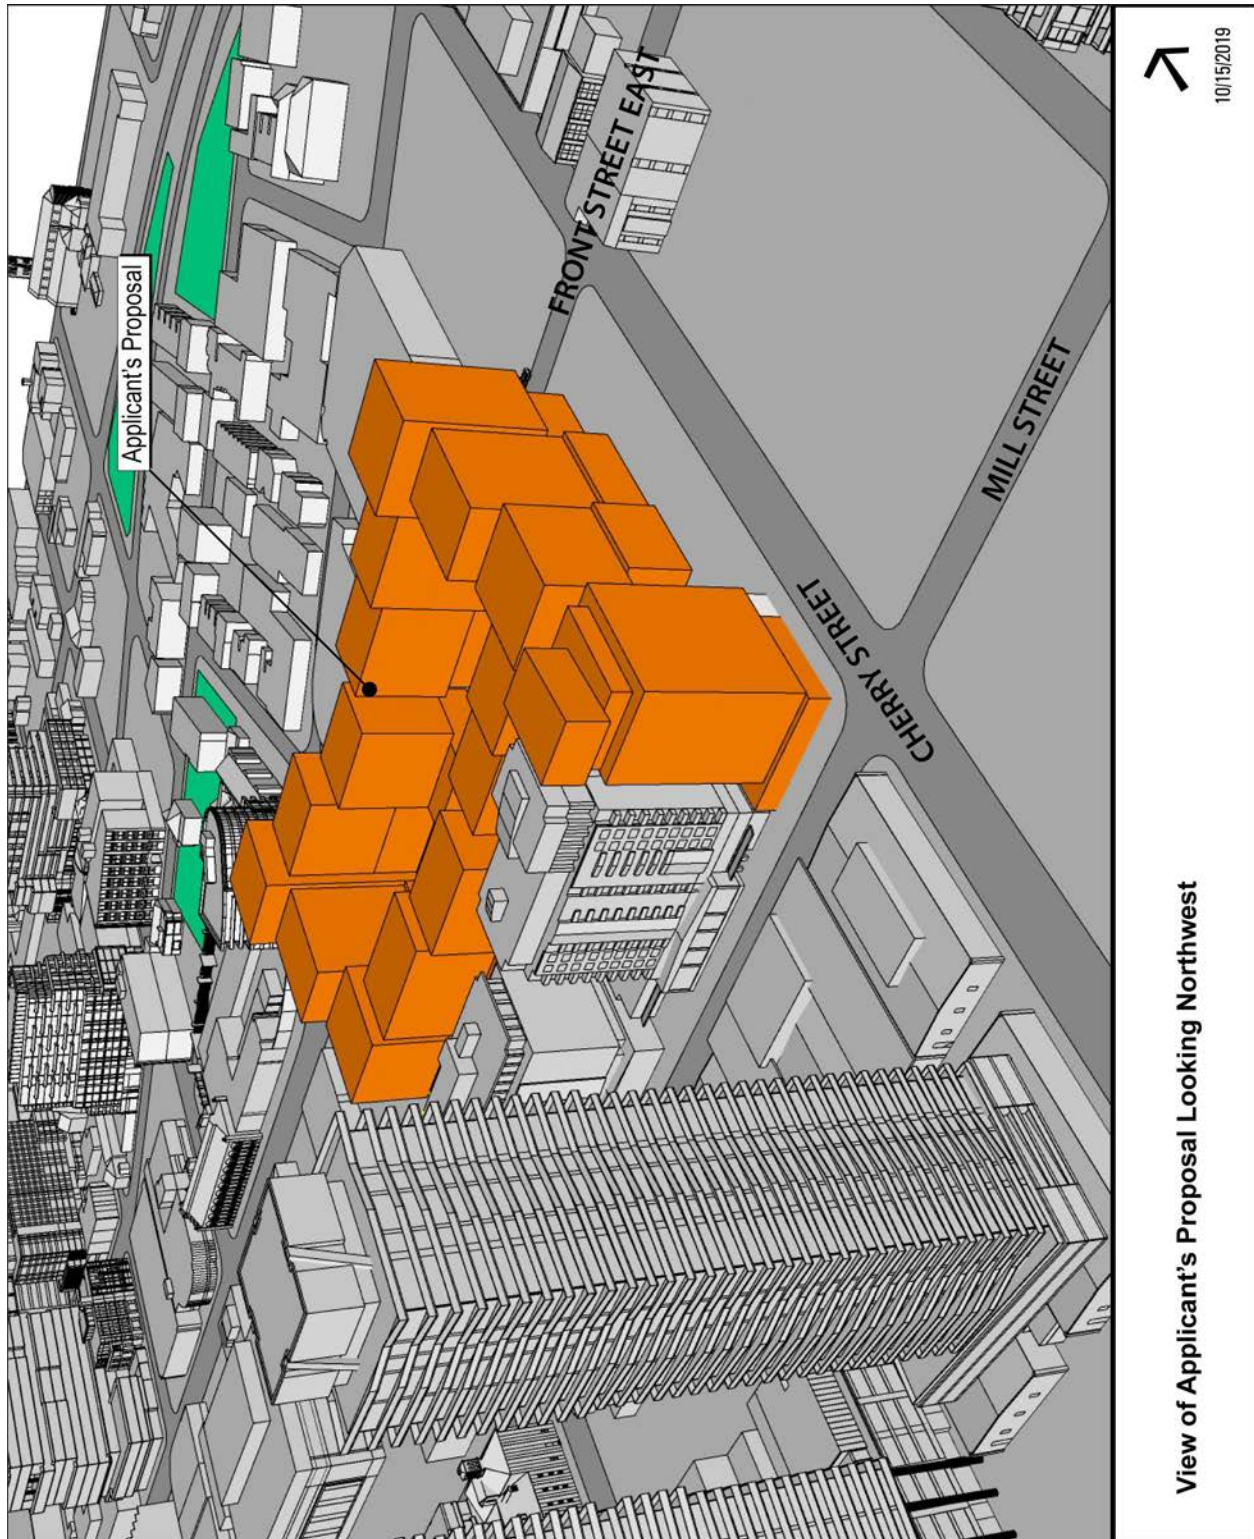 Applicant's Proposal
FRONT STREET EAST
CHERRY STREET
MILL STREET
View of Applicant's Proposal Looking Northwest
10/15/2019